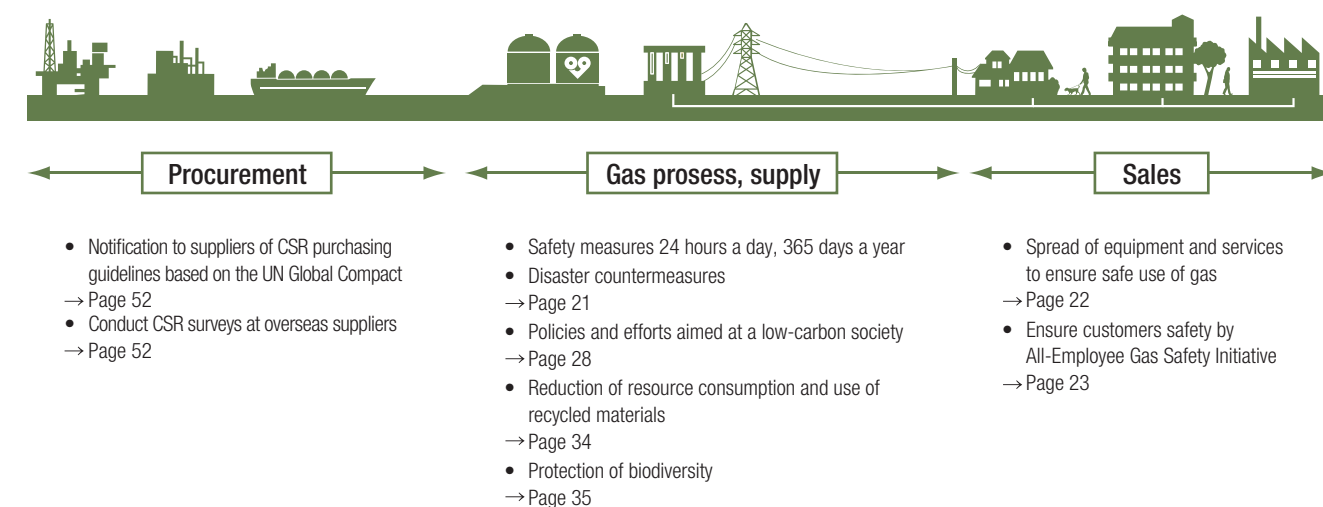 Procurement
Gas prosess, supply
Sales
• Notification to suppliers of CSR purchasing
guidelines based on the UN Global Compact
→ Page 52
• Conduct CSR surveys at overseas suppliers
→ Page 52
• Safety measures 24 hours a day, 365 days a year
• Disaster countermeasures
→ Page 21
• Policies and efforts aimed at a low-carbon society
→ Page 28
• Reduction of resource consumption and use of
recycled materials
→ Page 34
• Protection of biodiversity
→ Page 35
• Spread of equipment and services
to ensure safe use of gas
→ Page 22
• Ensure customers safety by
All-Employee Gas Safety Initiative
→ Page 23